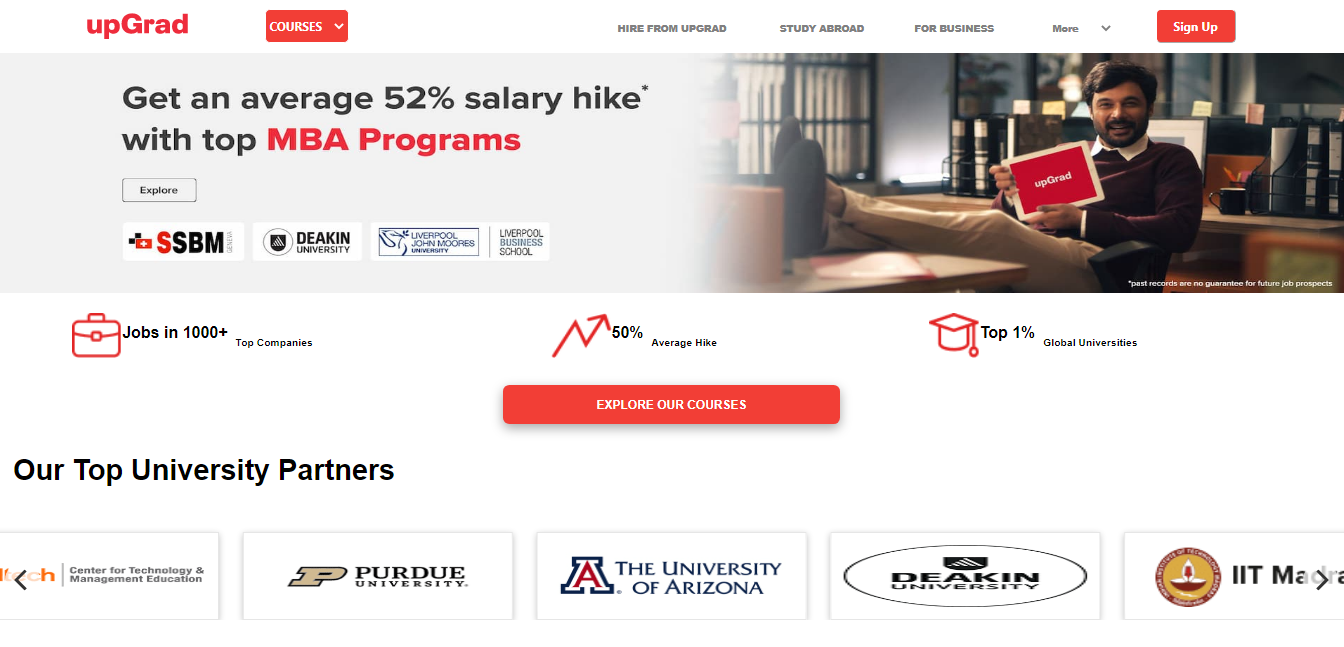 upGrad
COURSES
HIRE FROM UPGRAD
STUDY ABROAD
FOR BUSINESS
More
Sign Up
Get an average 52% salary hike*
with top MBA Programs
Explore
SSBM GENEVA
DEAKIN
UNIVERSITY
LIVERPOOL
JOHN MOORES
UNIVERSITY
LIVERPOOL
BUSINESS
SCHOOL
upGrad
*past records are no guarantee for future job prospects
Jobs in 1000+ Top Companies
50% Average Hike
Top 1% Global Universities
EXPLORE OUR COURSES
Our Top University Partners
Center for Technology &
Management Education
PURDUE
UNIVERSITY®
THE UNIVERSITY
OF ARIZONA
A
DEAKIN
UNIVERSITY
IIT Madra